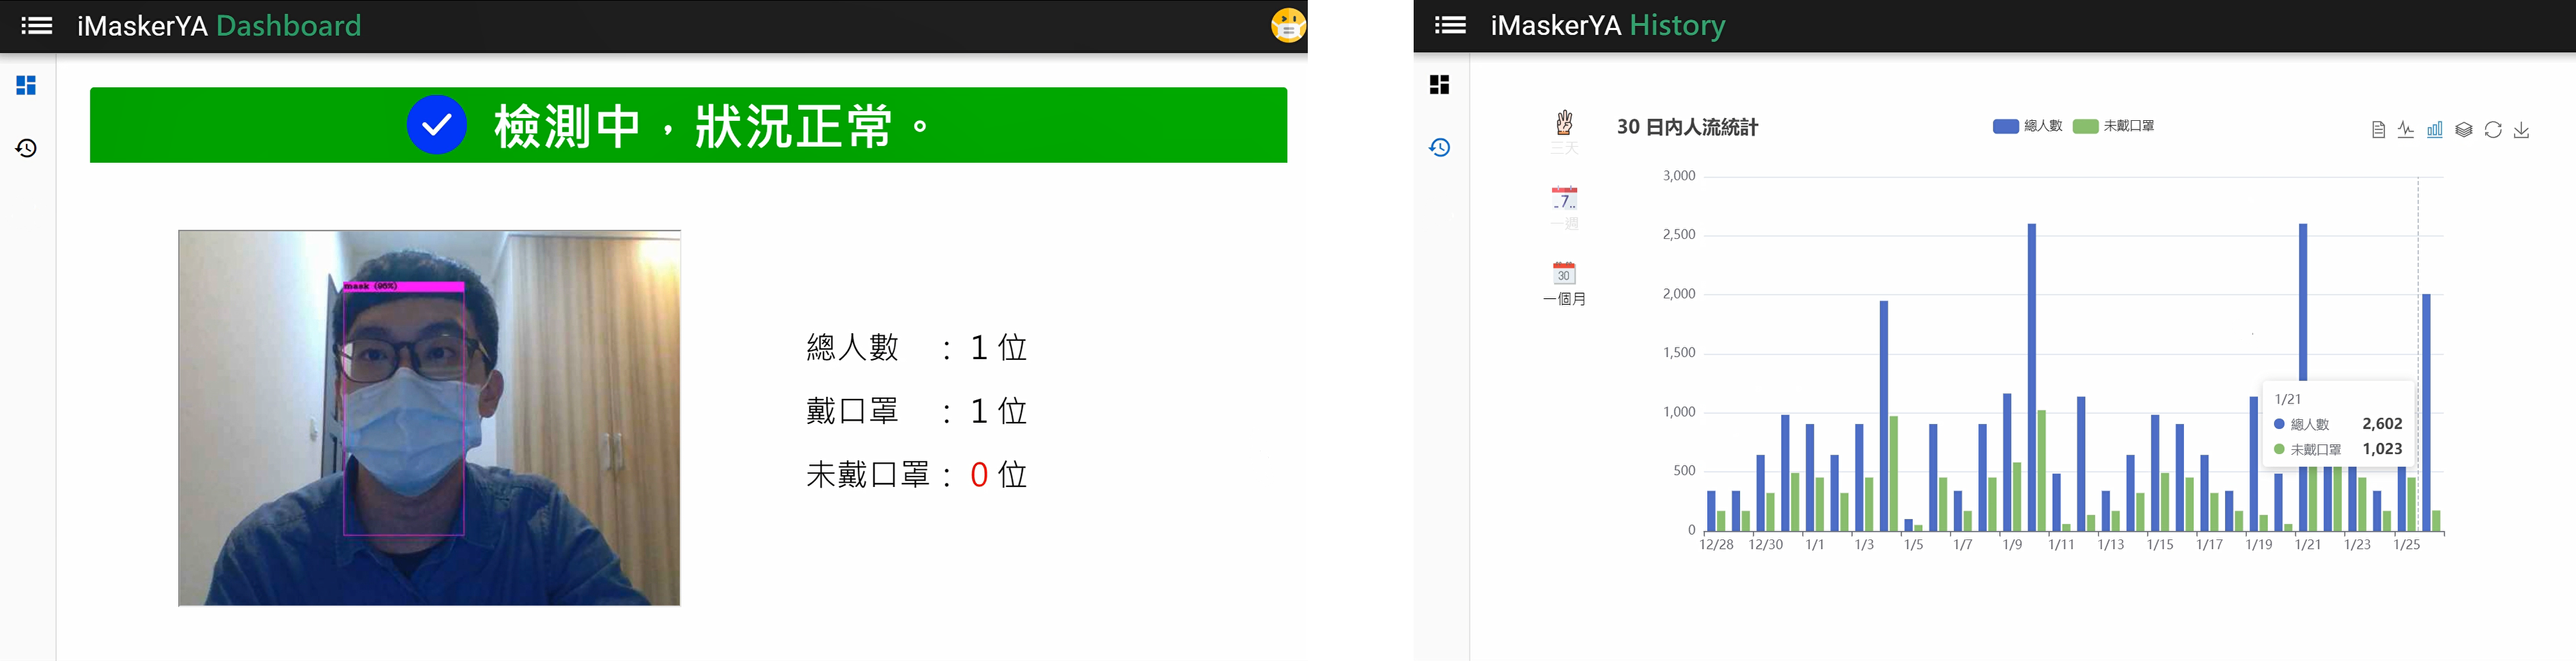 iMaskerYA Dashboard
檢測中，狀況正常。
mask (96%)
總人數 : 1 位
戴口罩 : 1 位
未戴口罩 : 0 位
iMaskerYA History
三天
7
一週
30
一個月
30 日內人流統計
總人數 未戴口罩
3,000
2,500
2,000
1,500
1,000
500
0
1/21
總人數 2,602
未戴口罩 1,023
12/28 12/30 1/1 1/3 1/5 1/7 1/9 1/11 1/13 1/15 1/17 1/19 1/21 1/23 1/25